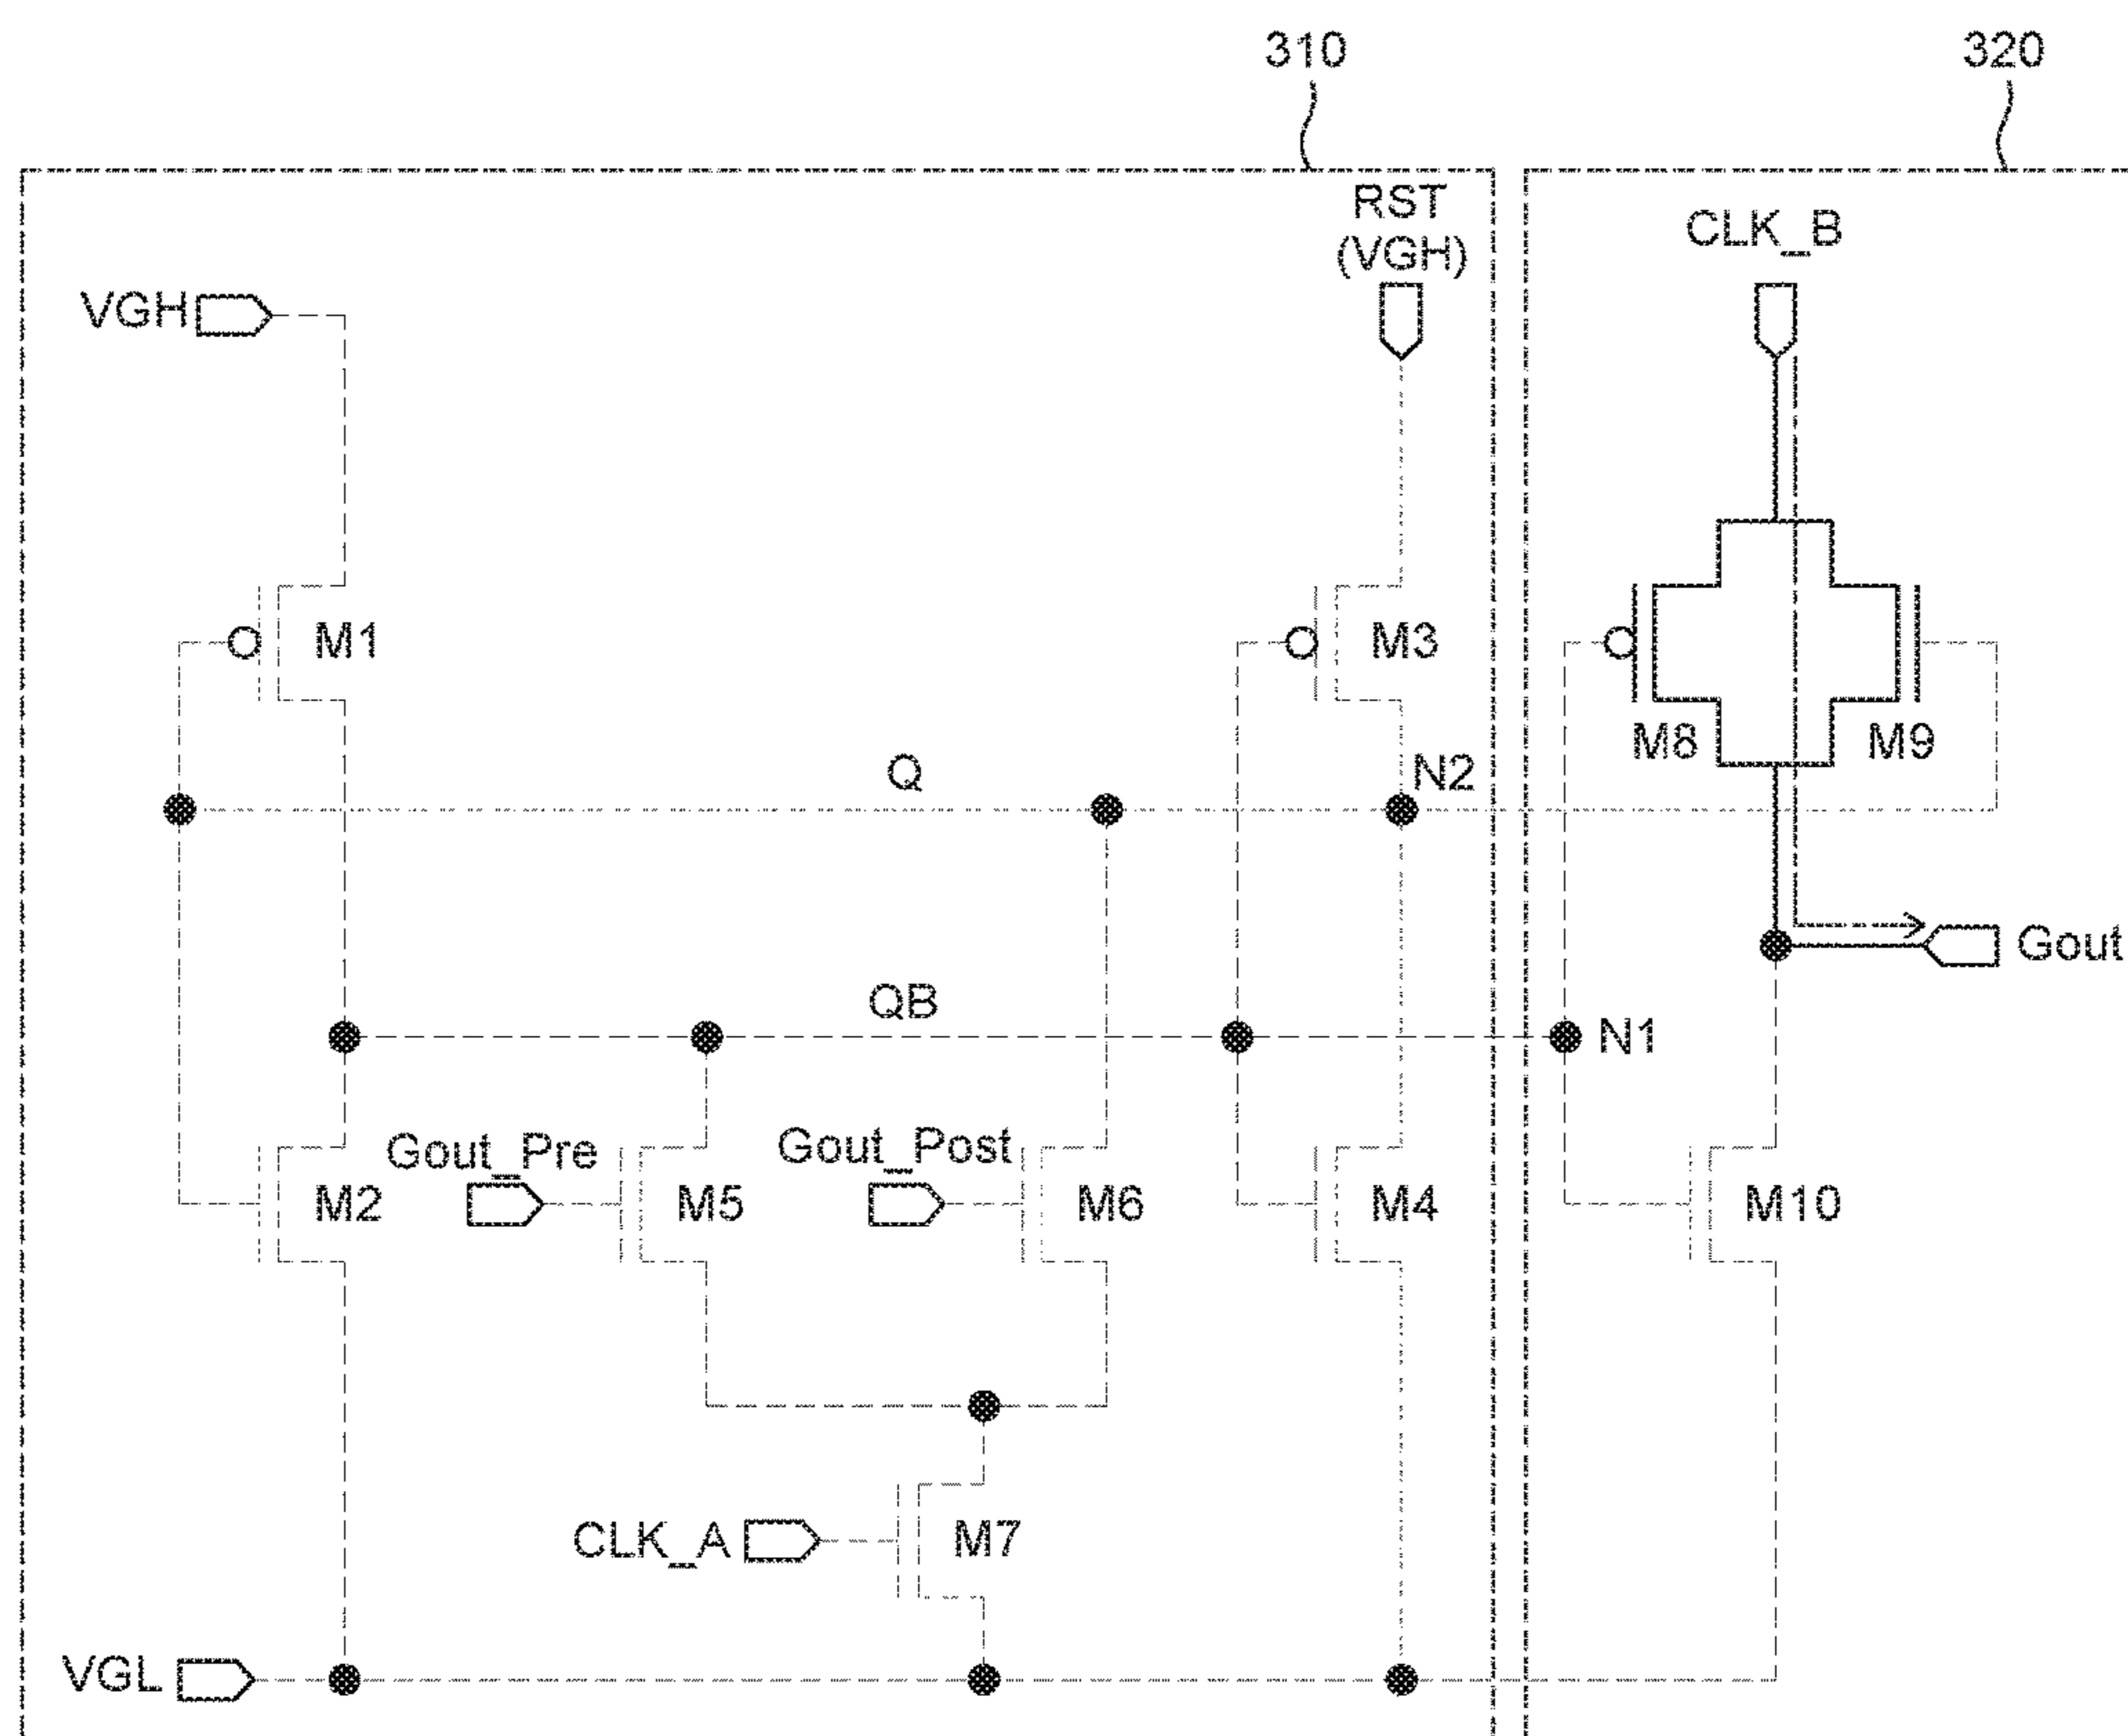 310
320
RST
(VGH)
CLK_B
VGH
M1
M3
M8
M9
Q
N2
Gout
QB
N1
Gout_Pre
Gout_Post
M2
M5
M6
M4
M10
CLK_A
M7
VGL